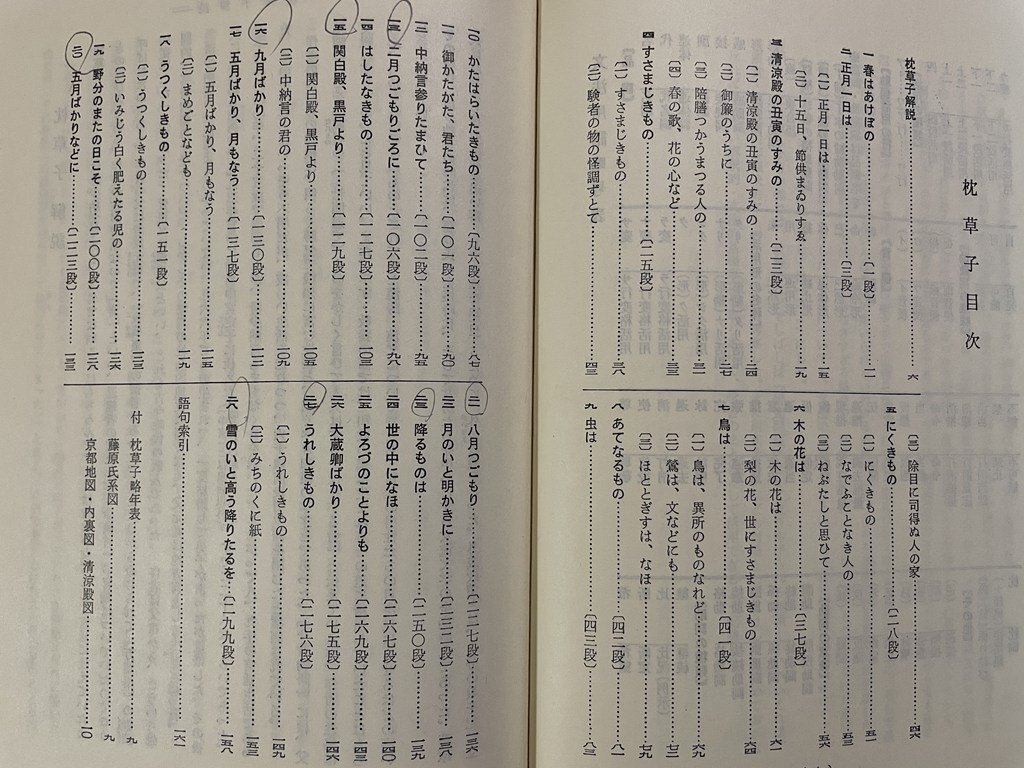 枕草子目次
枕草子解説……六
一 春はあけぼの……〔一段〕……一一
二 正月一日は……〔三段〕……一五
㈠ 正月一日は……一五
㈡ 十五日、節供まゐりすゑ……一九
三 清涼殿の丑寅のすみの……〔二三段〕
㈠ 清涼殿の丑寅のすみの……二四
㈡ 御簾のうちに……二七
㈢ 陪膳つかうまつる人の……三一
㈣ 春の歌、花の心など……三三
四 すさまじきもの……〔二五段〕
㈠ すさまじきもの……三八
㈡ 験者の物の怪調ずとて……四三
㈢ 除目に司得ぬ人の家……四六
五 にくきもの……〔二八段〕
㈠ にくきもの……五一
㈡ なでふことなき人の……五三
㈢ ねぶたしと思ひて……五六
六 木の花は……〔三七段〕
㈠ 木の花は……六一
㈡ 梨の花、世にすさまじきもの……六四
七 鳥は……〔四一段〕
㈠ 鳥は、異所のものなれど……六九
㈡ 鶯は、文などにも……七三
㈢ ほととぎすは、なほ……七九
八 あてなるもの……〔四二段〕……八一
九 虫は……〔四三段〕……八三
一〇 かたはらいたきもの……〔九六段〕……八七
一一 御かたがた、君たち……〔一〇一段〕……九〇
一二 中納言参りたまひて……〔一〇二段〕……九五
一三 二月つごもりごろに……〔一〇六段〕……九八
一四 はしたなきもの……〔一二七段〕……一〇三
一五 関白殿、黒戸より……〔一二九段〕
㈠ 関白殿、黒戸より……一〇五
㈡ 中納言の君の……一〇九
一六 九月ばかり……〔一三〇段〕……一一二
一七 五月ばかり、月もなう……〔一三七段〕
㈠ 五月ばかり、月もなう……一一五
㈡ まめごとなども……一一九
一八 うつくしきもの……〔一五一段〕
㈠ うつくしきもの……一二三
㈡ いみじう白く肥えたる児の……一二六
一九 野分のまたの日こそ……〔二〇〇段〕……一二八
二〇 五月ばかりなどに……〔二二三段〕……一三三
二一 八月つごもり……〔二二七段〕……一三六
二二 月のいと明かきに……〔二三二段〕……一三八
二三 降るものは……〔二五〇段〕……一三九
二四 世の中になほ……〔二六七段〕……一四三
二五 よろづのことよりも……〔二六九段〕……一四四
二六 大蔵卿ばかり……〔二七五段〕……一四六
二七 うれしきもの……〔二七六段〕
㈠ うれしきもの……一四九
㈡ みちのくに紙……一五三
二八 雪のいと高う降りたるを……〔二九九段〕……一五八
語句索引……一六一
付 枕草子略年表……九
藤原氏系図……九
京都地図・内裏図・清涼殿図……一〇